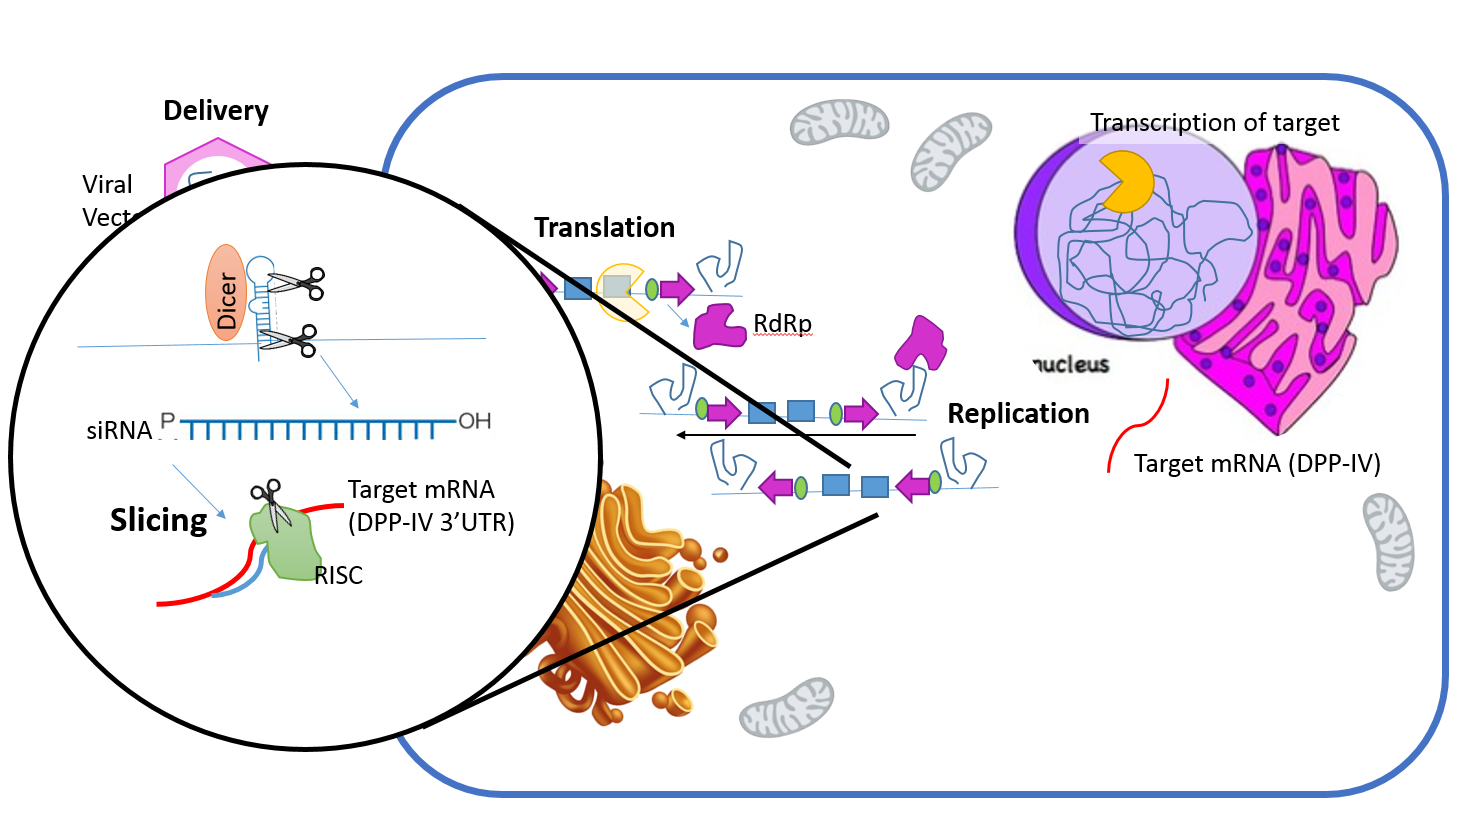 Delivery
Viral
Transcription of target
Translation
Dicer
RdRp
nucleus
Replication
siRNA
P
OH
Target mRNA (DPP-IV)
Target mRNA
(DPP-IV 3’UTR)
Slicing
RISC